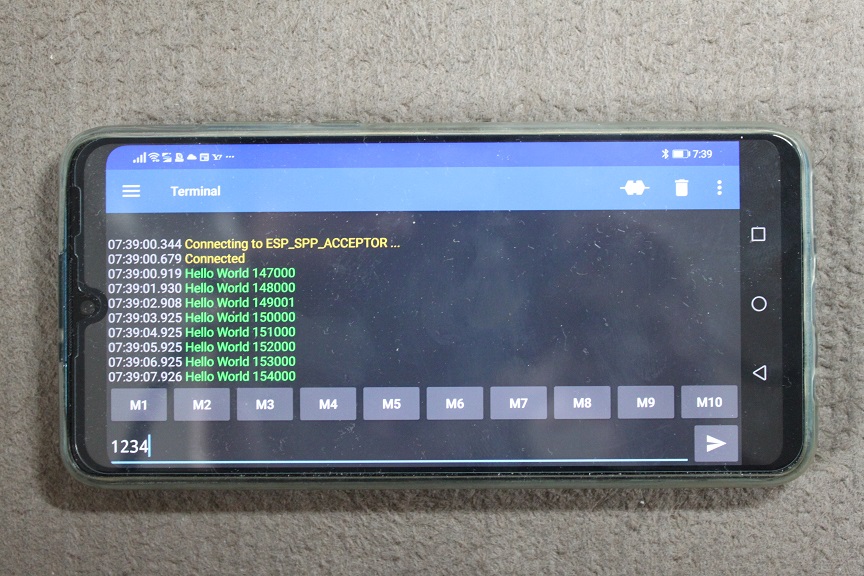 7:39
Terminal
07:39:00.344 Connecting to ESP_SPP_ACCEPTOR ...
07:39:00.679 Connected
07:39:00.919 Hello World 147000
07:39:01.930 Hello World 148000
07:39:02.908 Hello World 149001
07:39:03.925 Hello World 150000
07:39:04.925 Hello World 151000
07:39:05.925 Hello World 152000
07:39:06.925 Hello World 153000
07:39:07.926 Hello World 154000
M1 M2 M3 M4 M5 M6 M7 M8 M9 M10
1234